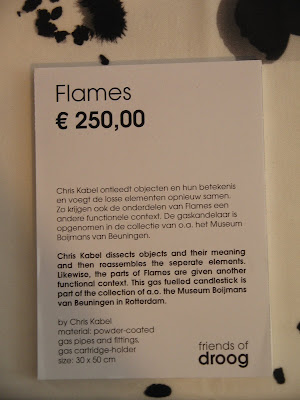 Flames
€ 250,00
Chris Kabel ontleedt objecten en hun betekenis
en voegt de losse elementen opnieuw samen.
Zo krijgen ook de onderdelen van Flames een
andere functionele context. De gaskandelaar is
opgenomen in de collectie van o.a. het Museum
Boijmans van Beuningen.
Chris Kabel dissects objects and their meaning
and then reassembles the seperate elements.
Likewise, the parts of Flames are given another
functional context. This gas fuelled candlestick is
part of the collection of a.o. the Museum Boijmans
van Beuningen in Rotterdam.
by Chris Kabel
material: powder-coated
gas pipes and fittings,
gas cartridge-holder
size: 30 x 50 cm
friends of
droog